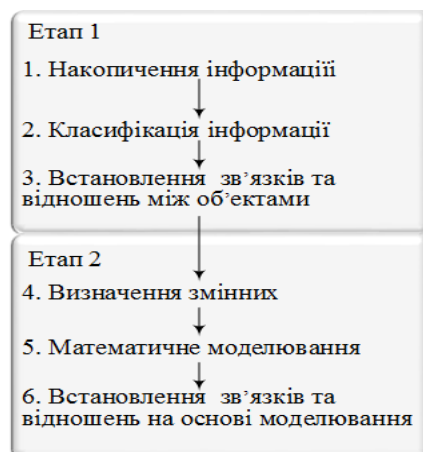 Етап 1
1. Накопичення інформаціїї
2. Класифікація інформації
3. Встановлення зв’язків та
відношень між об’єктами
Етап 2
4. Визначення змінних
5. Математичне моделювання
6. Встановлення зв’язків та
відношень на основі моделювання